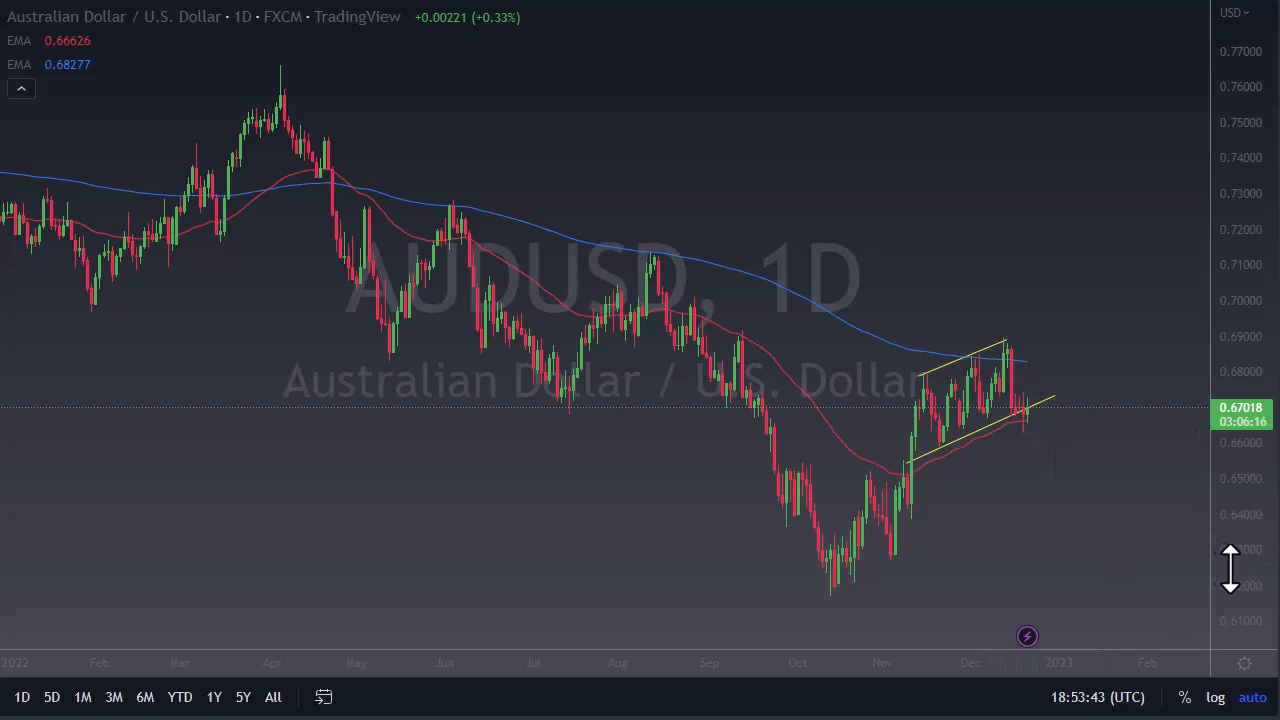 Australian Dollar / U.S. Dollar · 1D · FXCM · TradingView +0.00221 (+0.33%)
EMA 0.66626
EMA 0.68277
USD
0.77000
0.76000
0.75000
0.74000
0.73000
0.72000
0.71000
0.70000
0.69000
0.68000
0.67018
03:06:16
0.66000
0.65000
0.64000
0.61000
AUDUSD, 1D
Australian Dollar / U.S. Dollar
2022 Feb Mar Apr May Jun Jul Aug Sep Oct Nov Dec 2023 Feb
1D 5D 1M 3M 6M YTD 1Y 5Y All 18:53:43 (UTC) % log auto